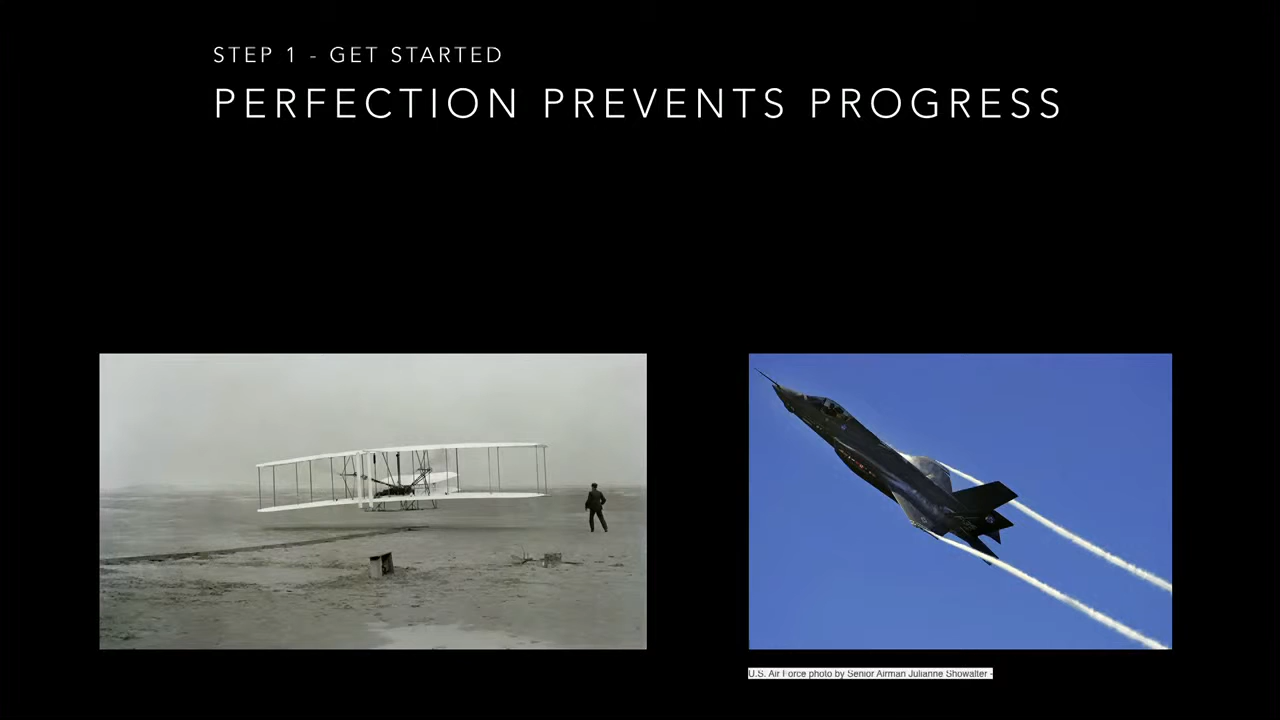 STEP 1 - GET STARTED
PERFECTION PREVENTS PROGRESS
U.S. Air Force photo by Senior Airman Julianne Showalter -